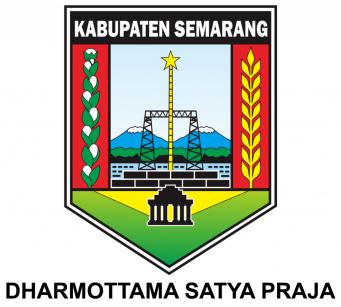 KABUPATEN SEMARANG
DHARMOTTAMA SATYA PRAJA